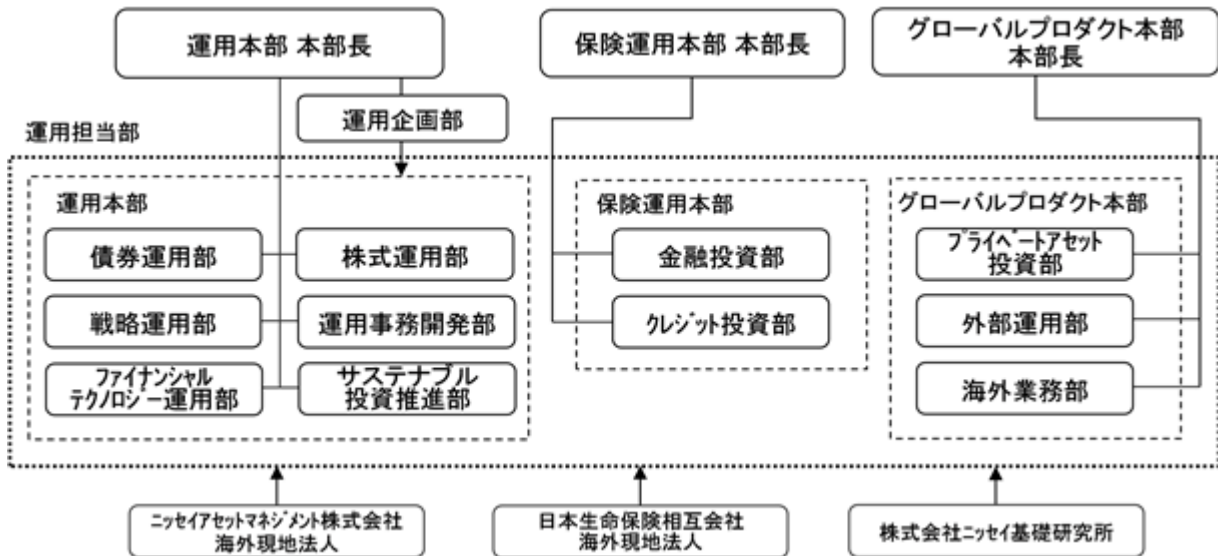 運用本部 本部長
保険運用本部 本部長
グローバルプロダクト本部
本部長
運用企画部
運用担当部
運用本部
債券運用部
株式運用部
戦略運用部
運用事務開発部
ファイナンシャル
テクノロジー運用部
サステナブル
投資推進部
保険運用本部
金融投資部
クレジット投資部
グローバルプロダクト本部
プライベートアセット
投資部
外部運用部
海外業務部
ニッセイアセットマネジメント株式会社
海外現地法人
日本生命保険相互会社
海外現地法人
株式会社ニッセイ基礎研究所